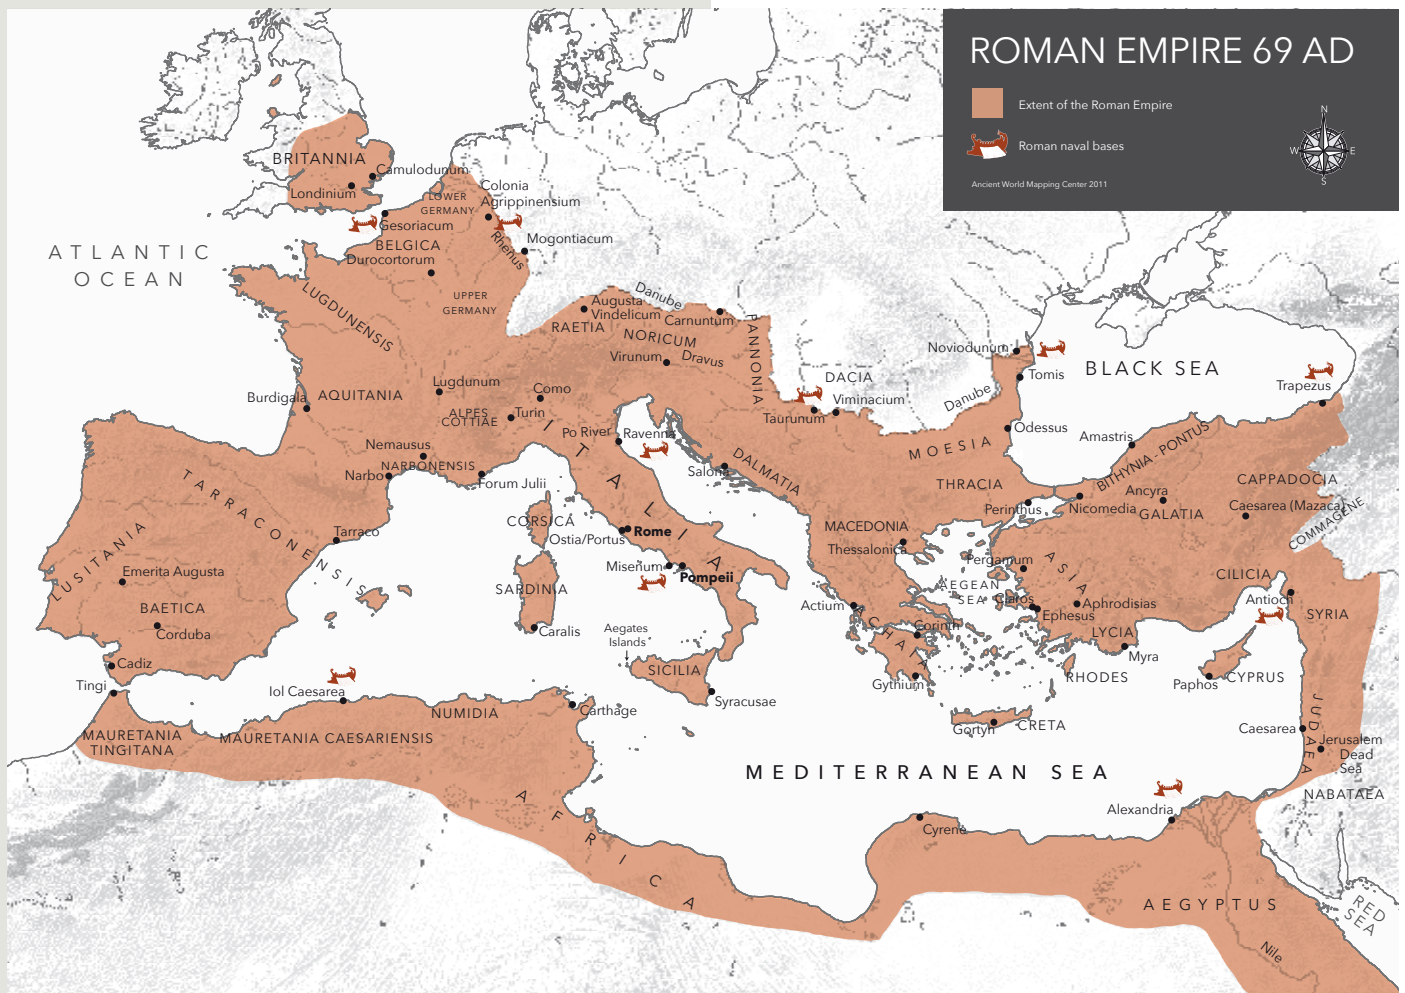 ROMAN EMPIRE 69 AD
Extent of the Roman Empire
Roman naval bases
Ancient World Mapping Center 2011
N
W
E
S
BRITANNIA
Camulodunum
Londinium
Gesoriacum
LOWER
GERMANY
Colonia
Agrippinensium
Rhenus
Mogontiacum
BELGICA
Durocortorum
ATLANTIC
OCEAN
LUGDUNENSIS
UPPER
GERMANY
Augusta
Vindelicum
Danube
Carnuntum
RAETIA
NORICUM
PANNONIA
Virunum
Dravus
Noviodunum
BLACK SEA
Trapezus
Tomis
DACIA
Viminacium
Taurunum
Danube
Burdigala
AQUITANIA
Lugdunum
Como
ALPES
COTTIAE
Turin
Po River
Ravenna
ITALIA
Odessus
Amastris
MOESIA
BITHYNIA-PONTUS
Nemausus
NARBONENSIS
Narbo
Forum Julii
Salona
DALMATIA
THRACIA
Perinthus
Nicomedia
Ancyra
GALATIA
CAPPADOCIA
Caesarea (Mazaca)
COMMAGENE
TARRACONENSIS
Tarraco
LUSITANIA
CORSICA
Ostia/Portus
Rome
MACEDONIA
Thessalonica
Emerita Augusta
Misenum
Pompeii
Pergamum
ASIA
CILICIA
Antioch
SYRIA
BAETICA
Corduba
SARDINIA
Caralis
Actium
AEGEAN
SEA
Claros
Ephesus
Aphrodisias
Aegates
Islands
ACHAIA
Corinth
LYCIA
Myra
Cadiz
Tingi
Iol Caesarea
SICILIA
Syracusae
Gythium
RHODES
Paphos
CYPRUS
MAURETANIA
TINGITANA
MAURETANIA CAESARIENSIS
NUMIDIA
Carthage
Gortyn
CRETA
Caesarea
JUDAEA
Jerusalem
Dead
Sea
MEDITERRANEAN SEA
NABATAEA
Alexandria
AFRICA
Cyrene
AEGYPTUS
RED
SEA
Nile